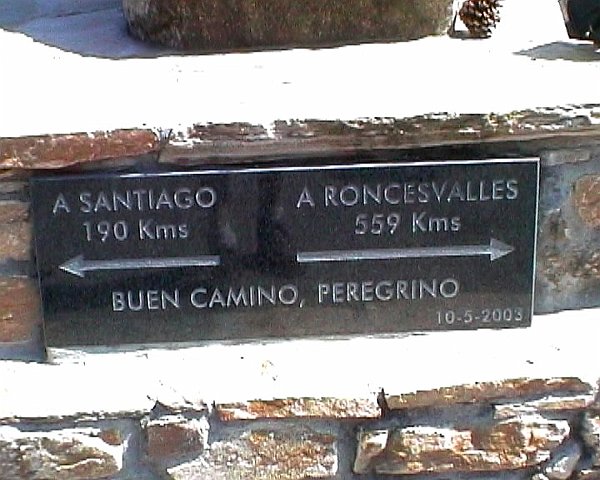 A SANTIAGO
190 Kms
A RONCESVALLES
559 Kms
BUEN CAMINO, PEREGRINO
10-5-2003